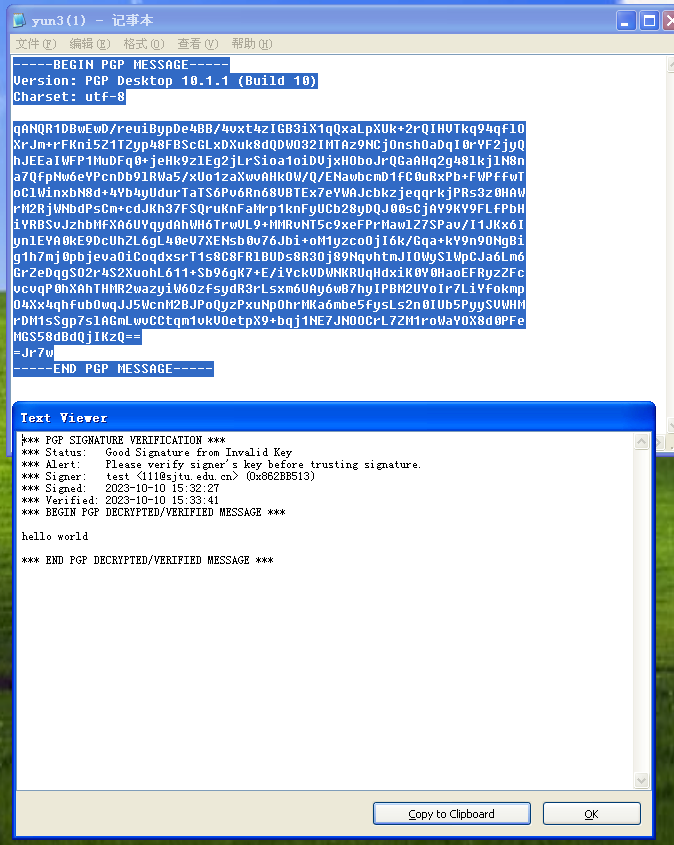 yun3(1) - 记事本
文件(F) 编辑(E) 格式(O) 查看(V) 帮助(H)
-----BEGIN PGP MESSAGE-----
Version: PGP Desktop 10.1.1 (Build 10)
Charset: utf-8
qANQR1DBwEwD/reuiBypDe4BB/4vxt4zIGB3iX1qQxaLpXUk+2rQIHVTkq94qflO
XrJm+rFKni5Z1TZyp48FBScGLxDXuk8dQDWO32IMTAz9NCjOnshOaDqI0rYF2jyQ
hJEEaIWFP1MuDFq0+jeHk9zlEg2jLrSioa1oiDVjxHOboJrQGaAHq2g48lkjlN8n
a7QfpNw6eYPcnDb9lRWa5/xUo1zaXwvAHkOW/Q/ENawbcmD1fC0uRxPb+FWPffwT
oClWinxbN8d+4Yb4yUdurTaTS6Pv6Rn68VBTEx7eYWAJcbkzjeqqrkjPRs3z0HAW
rM2RjWNbdPsCm+cdJKh37FSQruKnFaMrp1knFyUCb28yDQJ00sCjAY9KY9FLfPbH
iYRBSvJzhbMfXA6UYqydAhWH6TrwVL9+MMRvNT5c9xeFPrMawlZ7SPav/I1JKx6I
ynlEYA0kE9DcUhZL6gL40eV7XENsb0v76Jbi+oM1yzcoOjI6k/Gqa+kY9n9ONgBi
g1h7mj0pbjevaOiCoqdxsrT1s8C8FRlBUDs8R3Oj89NqvhtmJIOWySlWpCJa6Lm6
GrZeDqgSO2r4S2XuohL611+Sb96gK7+E/iYckVDWNKRUqHdxiK0Y0HaoEFRyzZFc
vcvqP0hXAhTHMR2wazyiW6OzfsydR3rLsxm6UAy6wB7hyIPBM2UYoIr7LiYfokmp
O4Xx4qhfubOwqJJ5WcnM2BJPoQyzPxuNpOhrMKa6mbe5fysLs2n0IUb5PyySVWHM
rDM1sSgp7slAGmLwvCCtqm1vkVOetpX9+bqj1NE7JNOOCrL7ZM1roWaYOX8d0PFe
MGS58dBdQjIKzQ==
=Jr7w
-----END PGP MESSAGE-----
Text Viewer
*** PGP SIGNATURE VERIFICATION ***
*** Status: Good Signature from Invalid Key
*** Alert: Please verify signer's key before trusting signature.
*** Signer: test <111@sjtu.edu.cn> (0x862BB513)
*** Signed: 2023-10-10 15:32:27
*** Verified: 2023-10-10 15:33:41
*** BEGIN PGP DECRYPTED/VERIFIED MESSAGE ***
hello world
*** END PGP DECRYPTED/VERIFIED MESSAGE ***
Copy to Clipboard OK